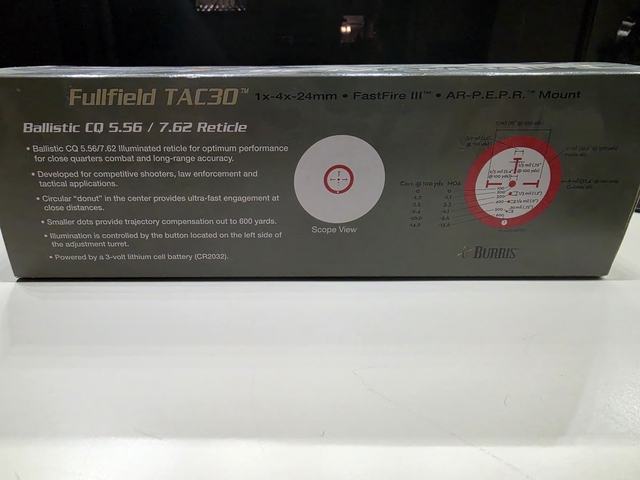 Fullfield TAC30™ 1x-4x-24mm • FastFire III™ • AR-P.E.P.R.™ Mount
Ballistic CQ 5.56 / 7.62 Reticle
• Ballistic CQ 5.56/7.62 Illuminated reticle for optimum performance
for close quarters combat and long-range accuracy.
• Developed for competitive shooters, law enforcement and
tactical applications.
• Circular "donut" in the center provides ultra-fast engagement at
close distances.
• Smaller dots provide trajectory compensation out to 600 yards.
• Illumination is controlled by the button located on the left side of
the adjustment turret.
• Powered by a 3-volt lithium cell battery (CR2032).
Scope View
BURRIS